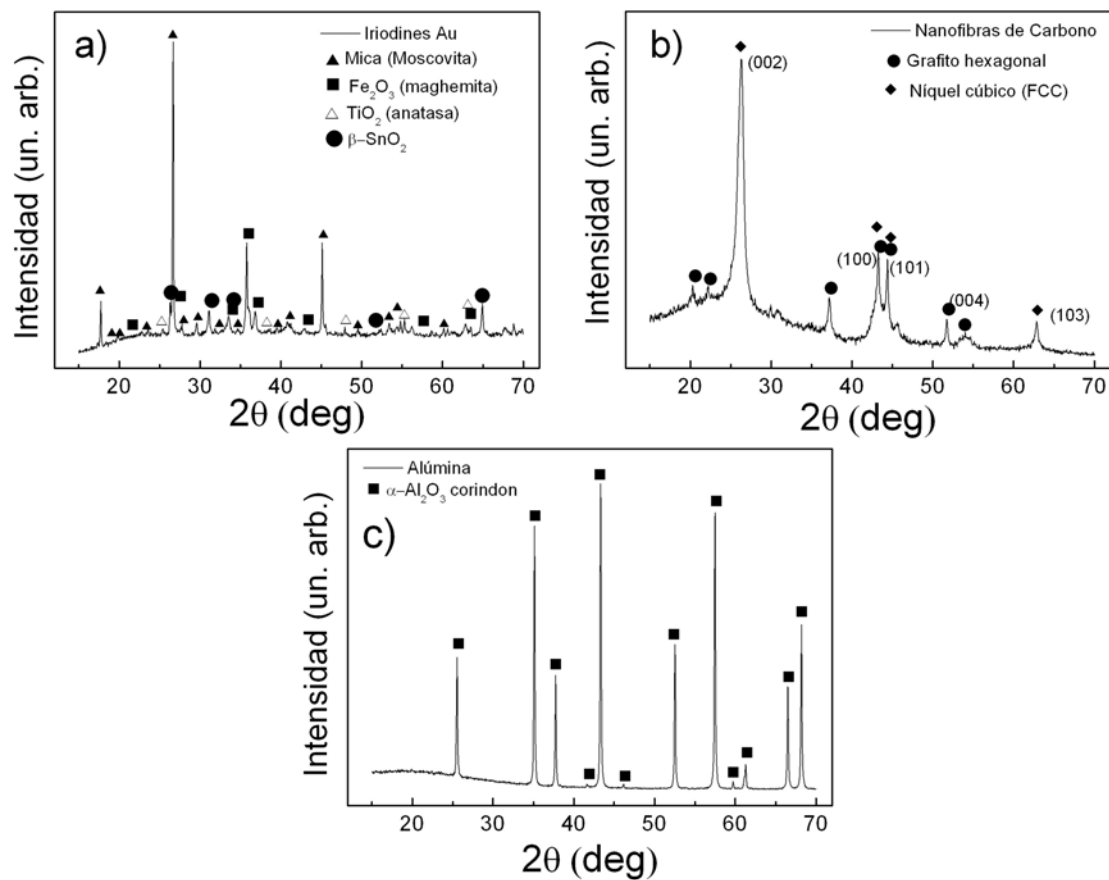 a)
Iriodines Au
Mica (Moscovita)
Fe₂O₃ (maghemita)
TiO₂ (anatasa)
β–SnO₂
Intensidad (un. arb.)
20 30 40 50 60 70
2θ (deg)
b)
Nanofibras de Carbono
Grafito hexagonal
Níquel cúbico (FCC)
(002)
(100)
(101)
(004)
(103)
Intensidad (un. arb.)
20 30 40 50 60 70
2θ (deg)
Alúmina
α–Al₂O₃ corindon
c)
Intensidad (un. arb.)
20 30 40 50 60 70
2θ (deg)